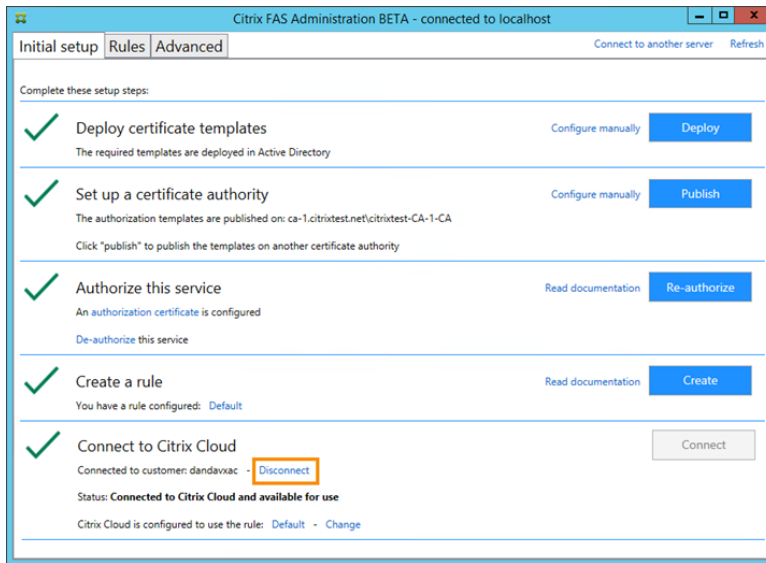 Citrix FAS Administration BETA - connected to localhost
Initial setup Rules Advanced Connect to another server Refresh
Complete these setup steps:
Deploy certificate templates Configure manually Deploy
The required templates are deployed in Active Directory
Set up a certificate authority Configure manually Publish
The authorization templates are published on: ca-1.citrixtest.net\citrixtest-CA-1-CA
Click "publish" to publish the templates on another certificate authority
Authorize this service Read documentation Re-authorize
An authorization certificate is configured
De-authorize this service
Create a rule Read documentation Create
You have a rule configured: Default
Connect to Citrix Cloud Connect
Connected to customer: dandavxac - Disconnect
Status: Connected to Citrix Cloud and available for use
Citrix Cloud is configured to use the rule: Default - Change